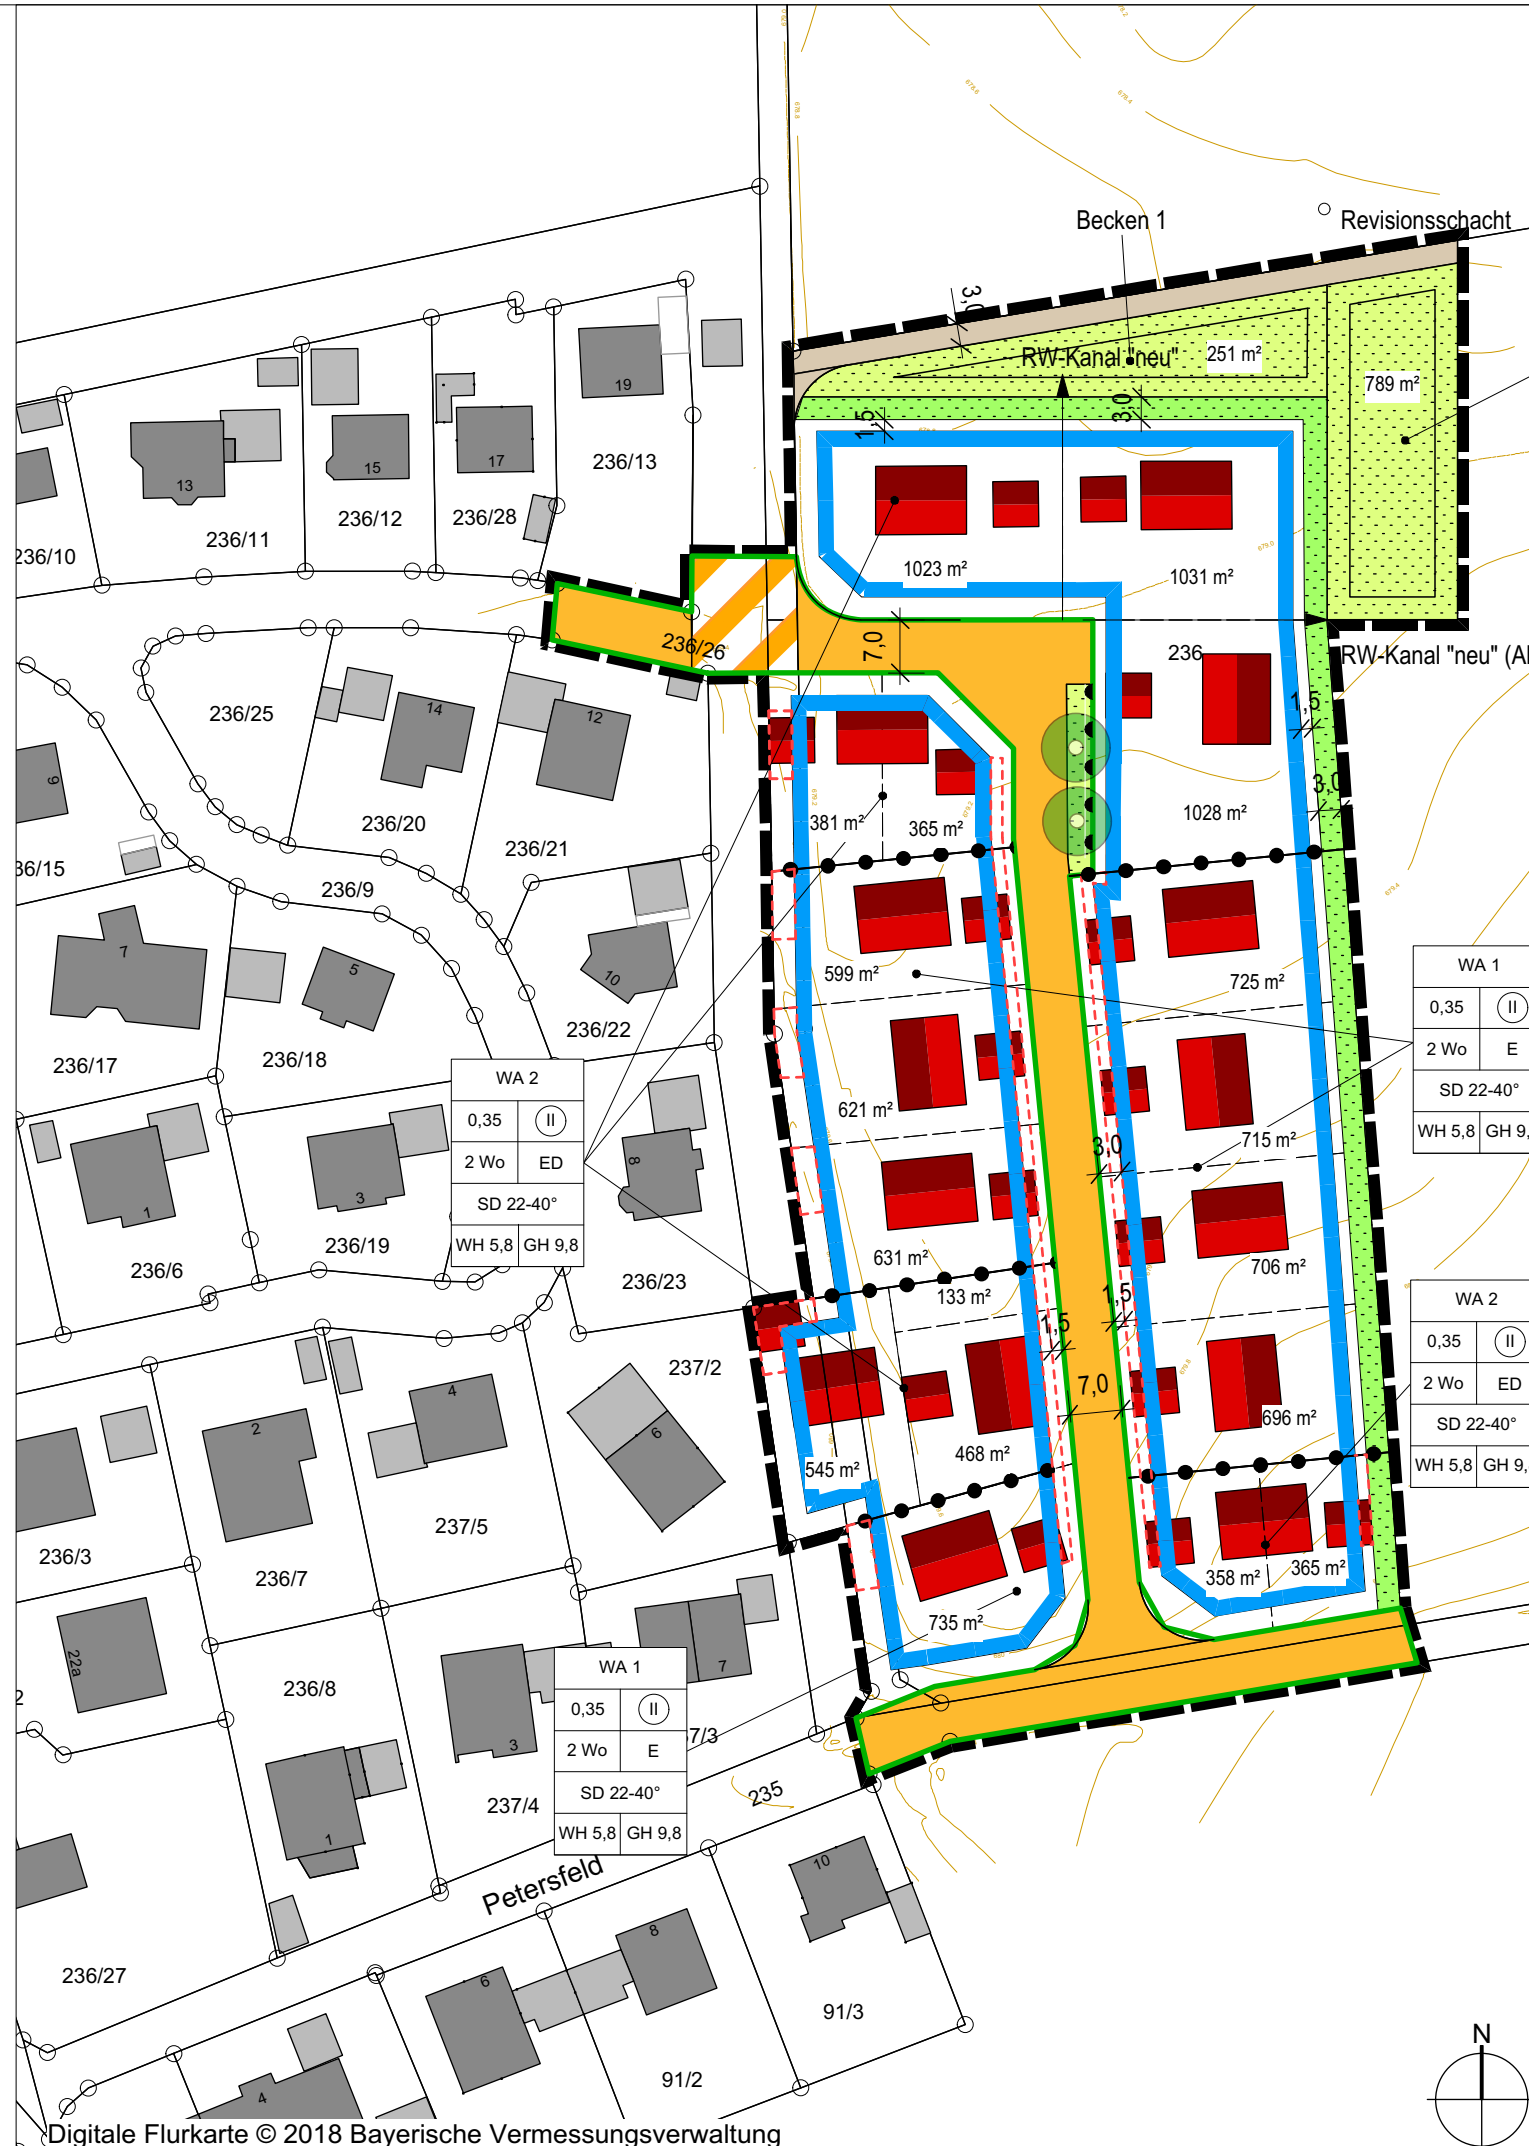 Becken 1
Revisionsschacht
3,0
RW-Kanal "neu"
251 m²
789 m²
1,5
3,0
19
13
15
17
236/13
236/10
236/11
236/12
236/28
1023 m²
1031 m²
236/26
7,0
236
RW-Kanal "neu"
1,5
3,0
236/25
14
12
9
236/20
236/21
381 m²
365 m²
1028 m²
36/15
236/9
7
5
10
599 m²
725 m²
236/17
236/18
236/22
WA 1
0,35 II
2 Wo E
SD 22-40°
WH 5,8 GH 9,
WA 2
0,35 II
2 Wo ED
SD 22-40°
WH 5,8 GH 9,8
621 m²
715 m²
3,0
1
3
8
236/6
236/19
236/23
631 m²
133 m²
706 m²
1,5
1,5
7,0
WA 2
0,35 II
2 Wo ED
SD 22-40°
WH 5,8 GH 9,
237/2
2
4
6
545 m²
468 m²
696 m²
236/3
236/7
237/5
358 m²
365 m²
735 m²
22a
236/8
7
3
WA 1
0,35 II
2 Wo E
SD 22-40°
WH 5,8 GH 9,8
7/3
1
237/4
235
Petersfeld
10
8
6
236/27
91/3
91/2
4
N
Digitale Flurkarte © 2018 Bayerische Vermessungsverwaltung